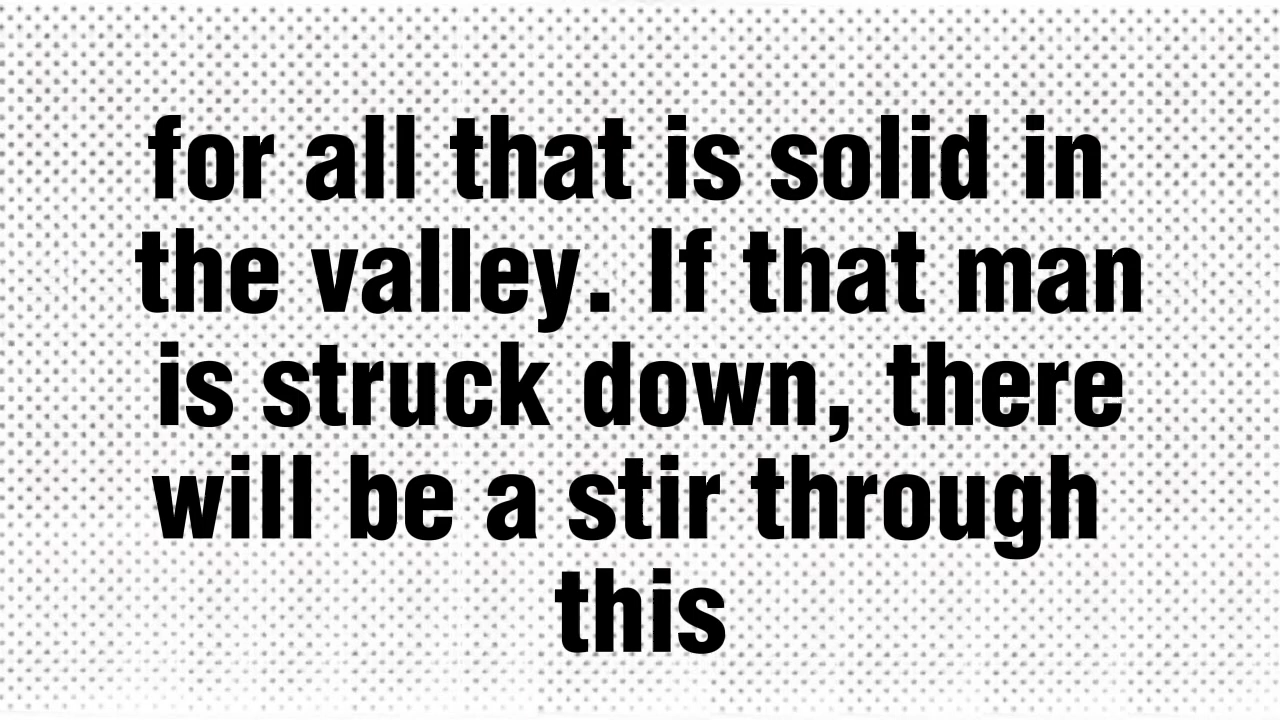 for all that is solid in
the valley. If that man
is struck down, there
will be a stir through
this